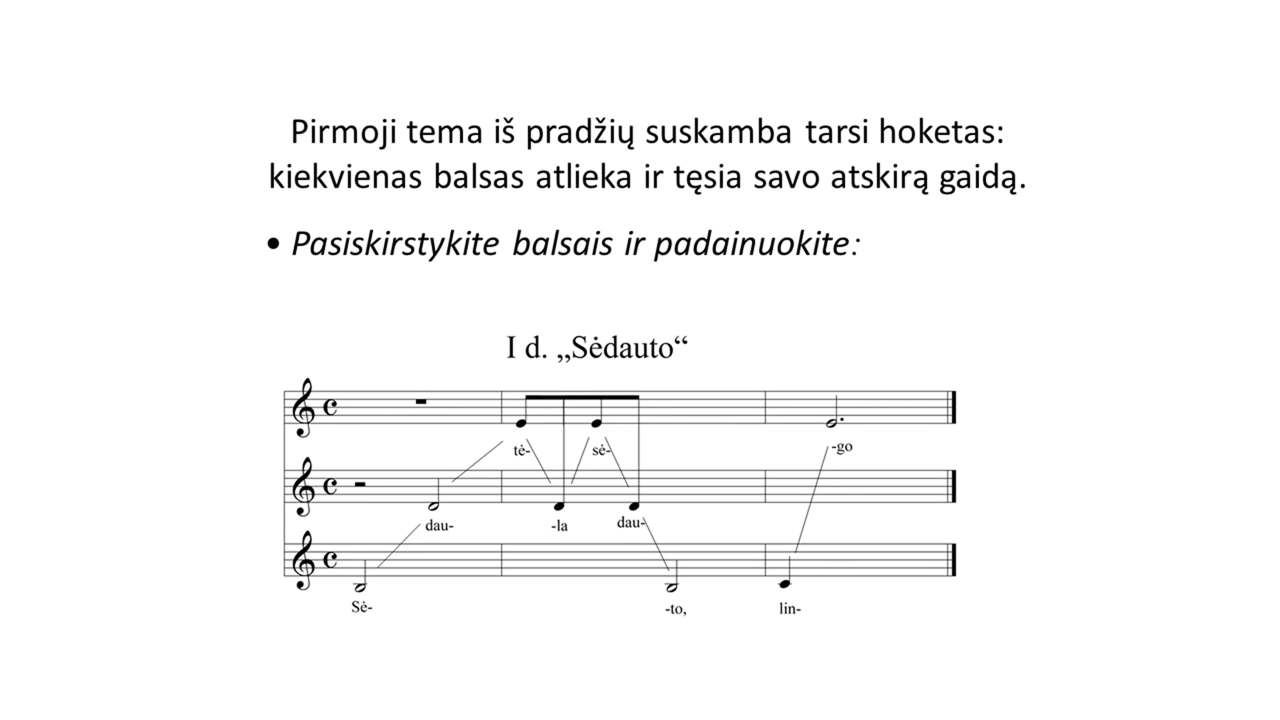 Pirmoji tema iš pradžių suskamba tarsi hoketas:
kiekvienas balsas atlieka ir tęsia savo atskirą gaidą.
• Pasiskirstykite balsais ir padainuokite:
I d. „Sėdauto“
tė- sė- -go
dau- -la dau-
Sė- -to, lin-